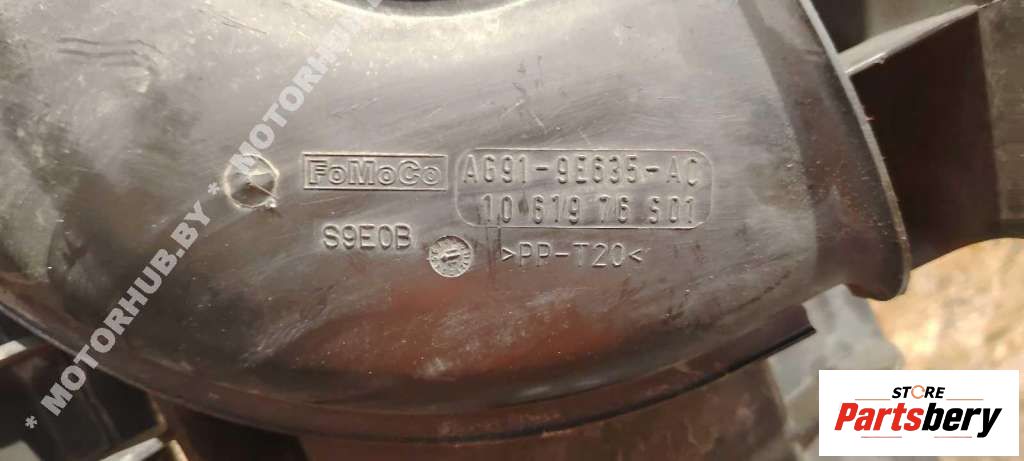 FoMoCo
AG91-9E635-AC
10 619 76 S01
S9E0B
>PP-T20<
* MOTORHUB.BY * MOTORHUB
STORE
Partsbery